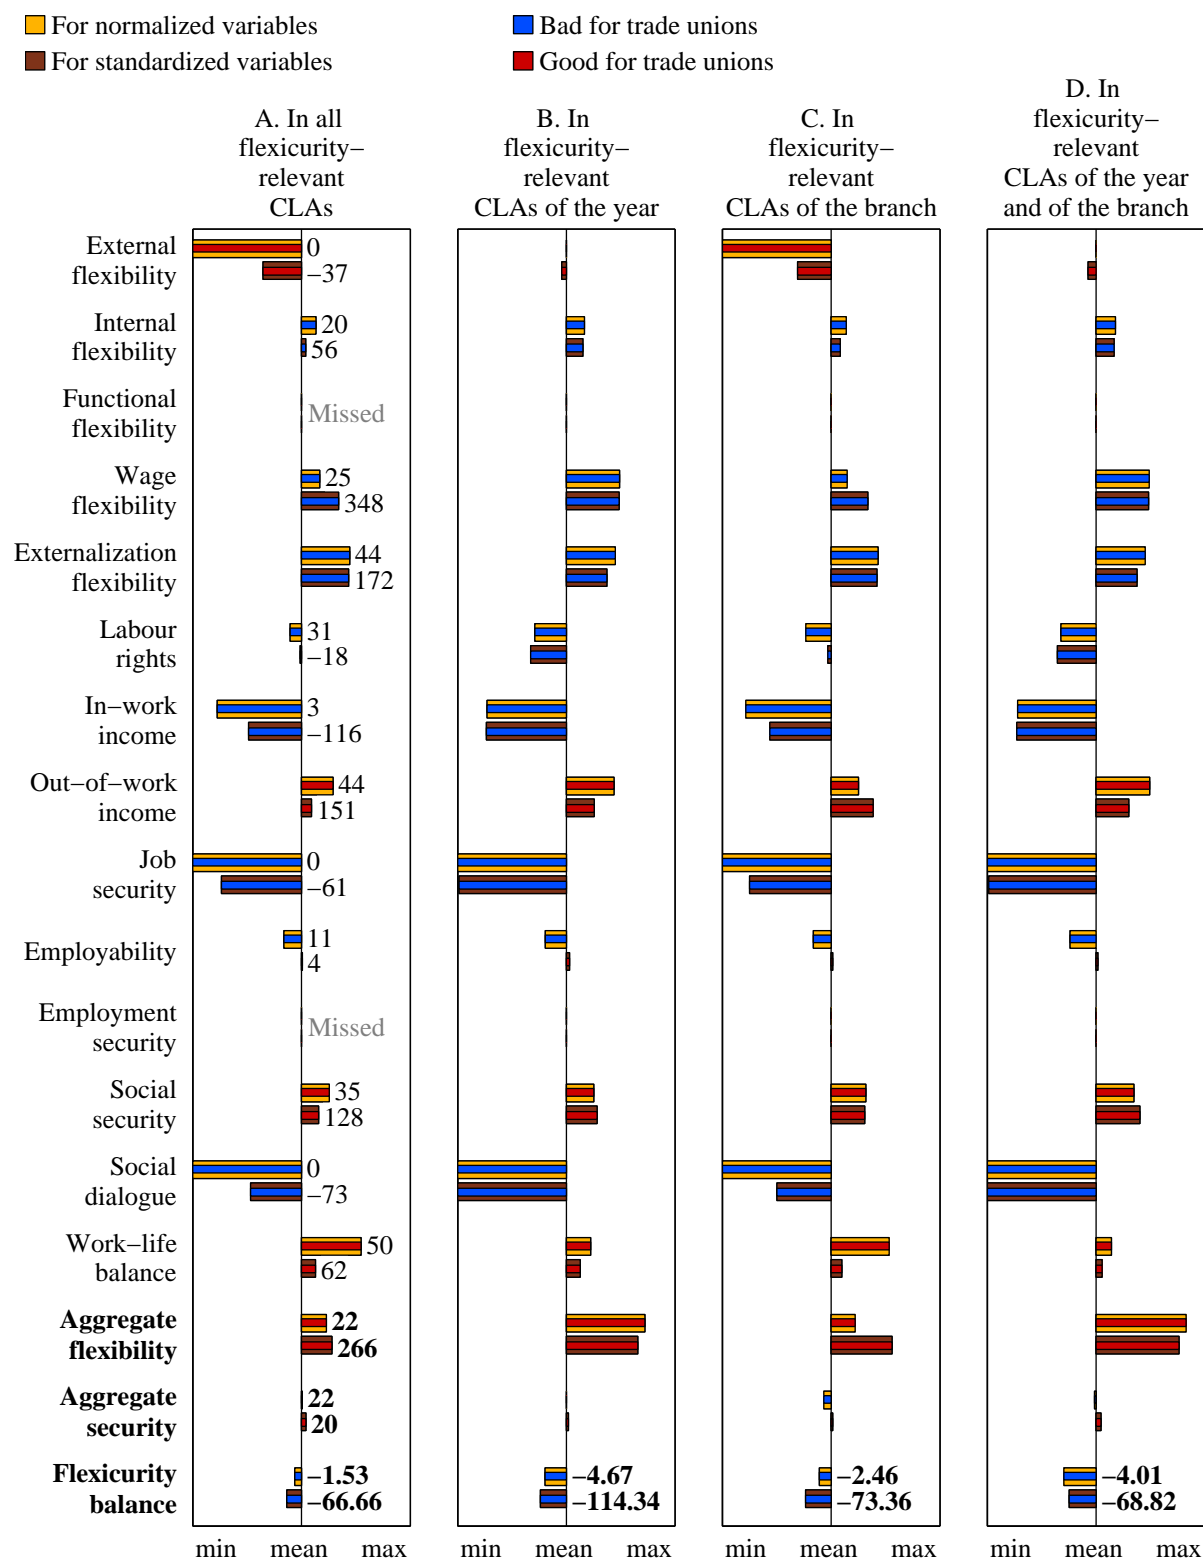 For normalized variables
For standardized variables
Bad for trade unions
Good for trade unions
A. In all
flexicurity−
relevant
CLAs
B. In
flexicurity−
relevant
CLAs of the year
C. In
flexicurity−
relevant
CLAs of the branch
D. In
flexicurity−
relevant
CLAs of the year
and of the branch
External
flexibility
0
−37
Internal
flexibility
20
56
Functional
flexibility
Missed
Wage
flexibility
25
348
Externalization
flexibility
44
172
Labour
rights
31
−18
In−work
income
3
−116
Out−of−work
income
44
151
Job
security
0
−61
Employability
11
4
Employment
security
Missed
Social
security
35
128
Social
dialogue
0
−73
Work−life
balance
50
62
Aggregate
flexibility
22
266
Aggregate
security
22
20
Flexicurity
balance
−1.53
−66.66
−4.67
−114.34
−2.46
−73.36
−4.01
−68.82
min mean max
min mean max
min mean max
min mean max